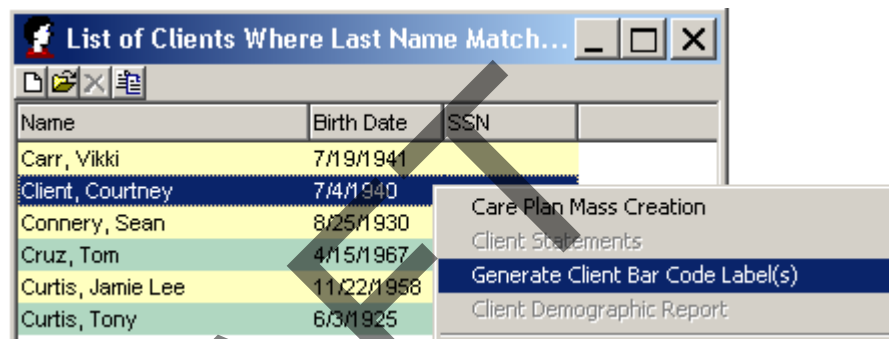 List of Clients Where Last Name Match...
Name Birth Date SSN
Carr, Vikki 7/19/1941
Client, Courtney 7/4/1940
Connery, Sean 8/25/1930
Cruz, Tom 4/15/1967
Curtis, Jamie Lee 11/22/1958
Curtis, Tony 6/3/1925
Care Plan Mass Creation
Client Statements
Generate Client Bar Code Label(s)
Client Demographic Report